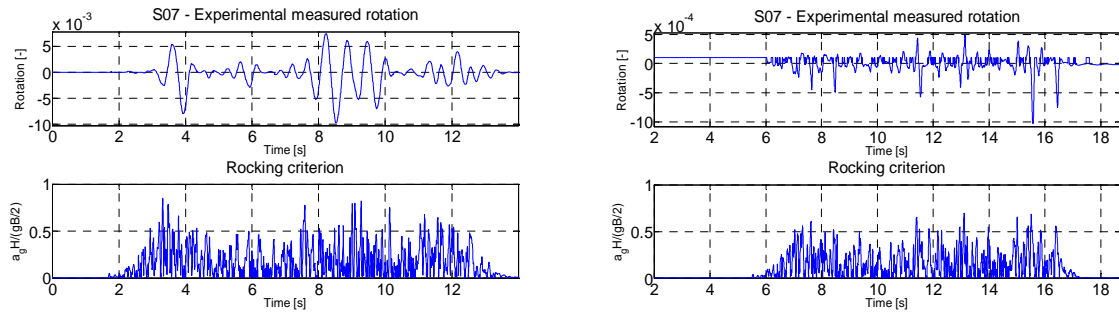 S07 - Experimental measured rotation
x 10^-3
Rotation [-]
5
0
-5
-10
0 2 4 6 8 10 12
Time [s]
Rocking criterion
a_gH/(gB/2)
1
0.5
0
0 2 4 6 8 10 12
Time [s]
S07 - Experimental measured rotation
x 10^-4
Rotation [-]
5
0
-5
-10
2 4 6 8 10 12 14 16 18
Time [s]
Rocking criterion
a_gH/(gB/2)
1
0.5
0
2 4 6 8 10 12 14 16 18
Time [s]